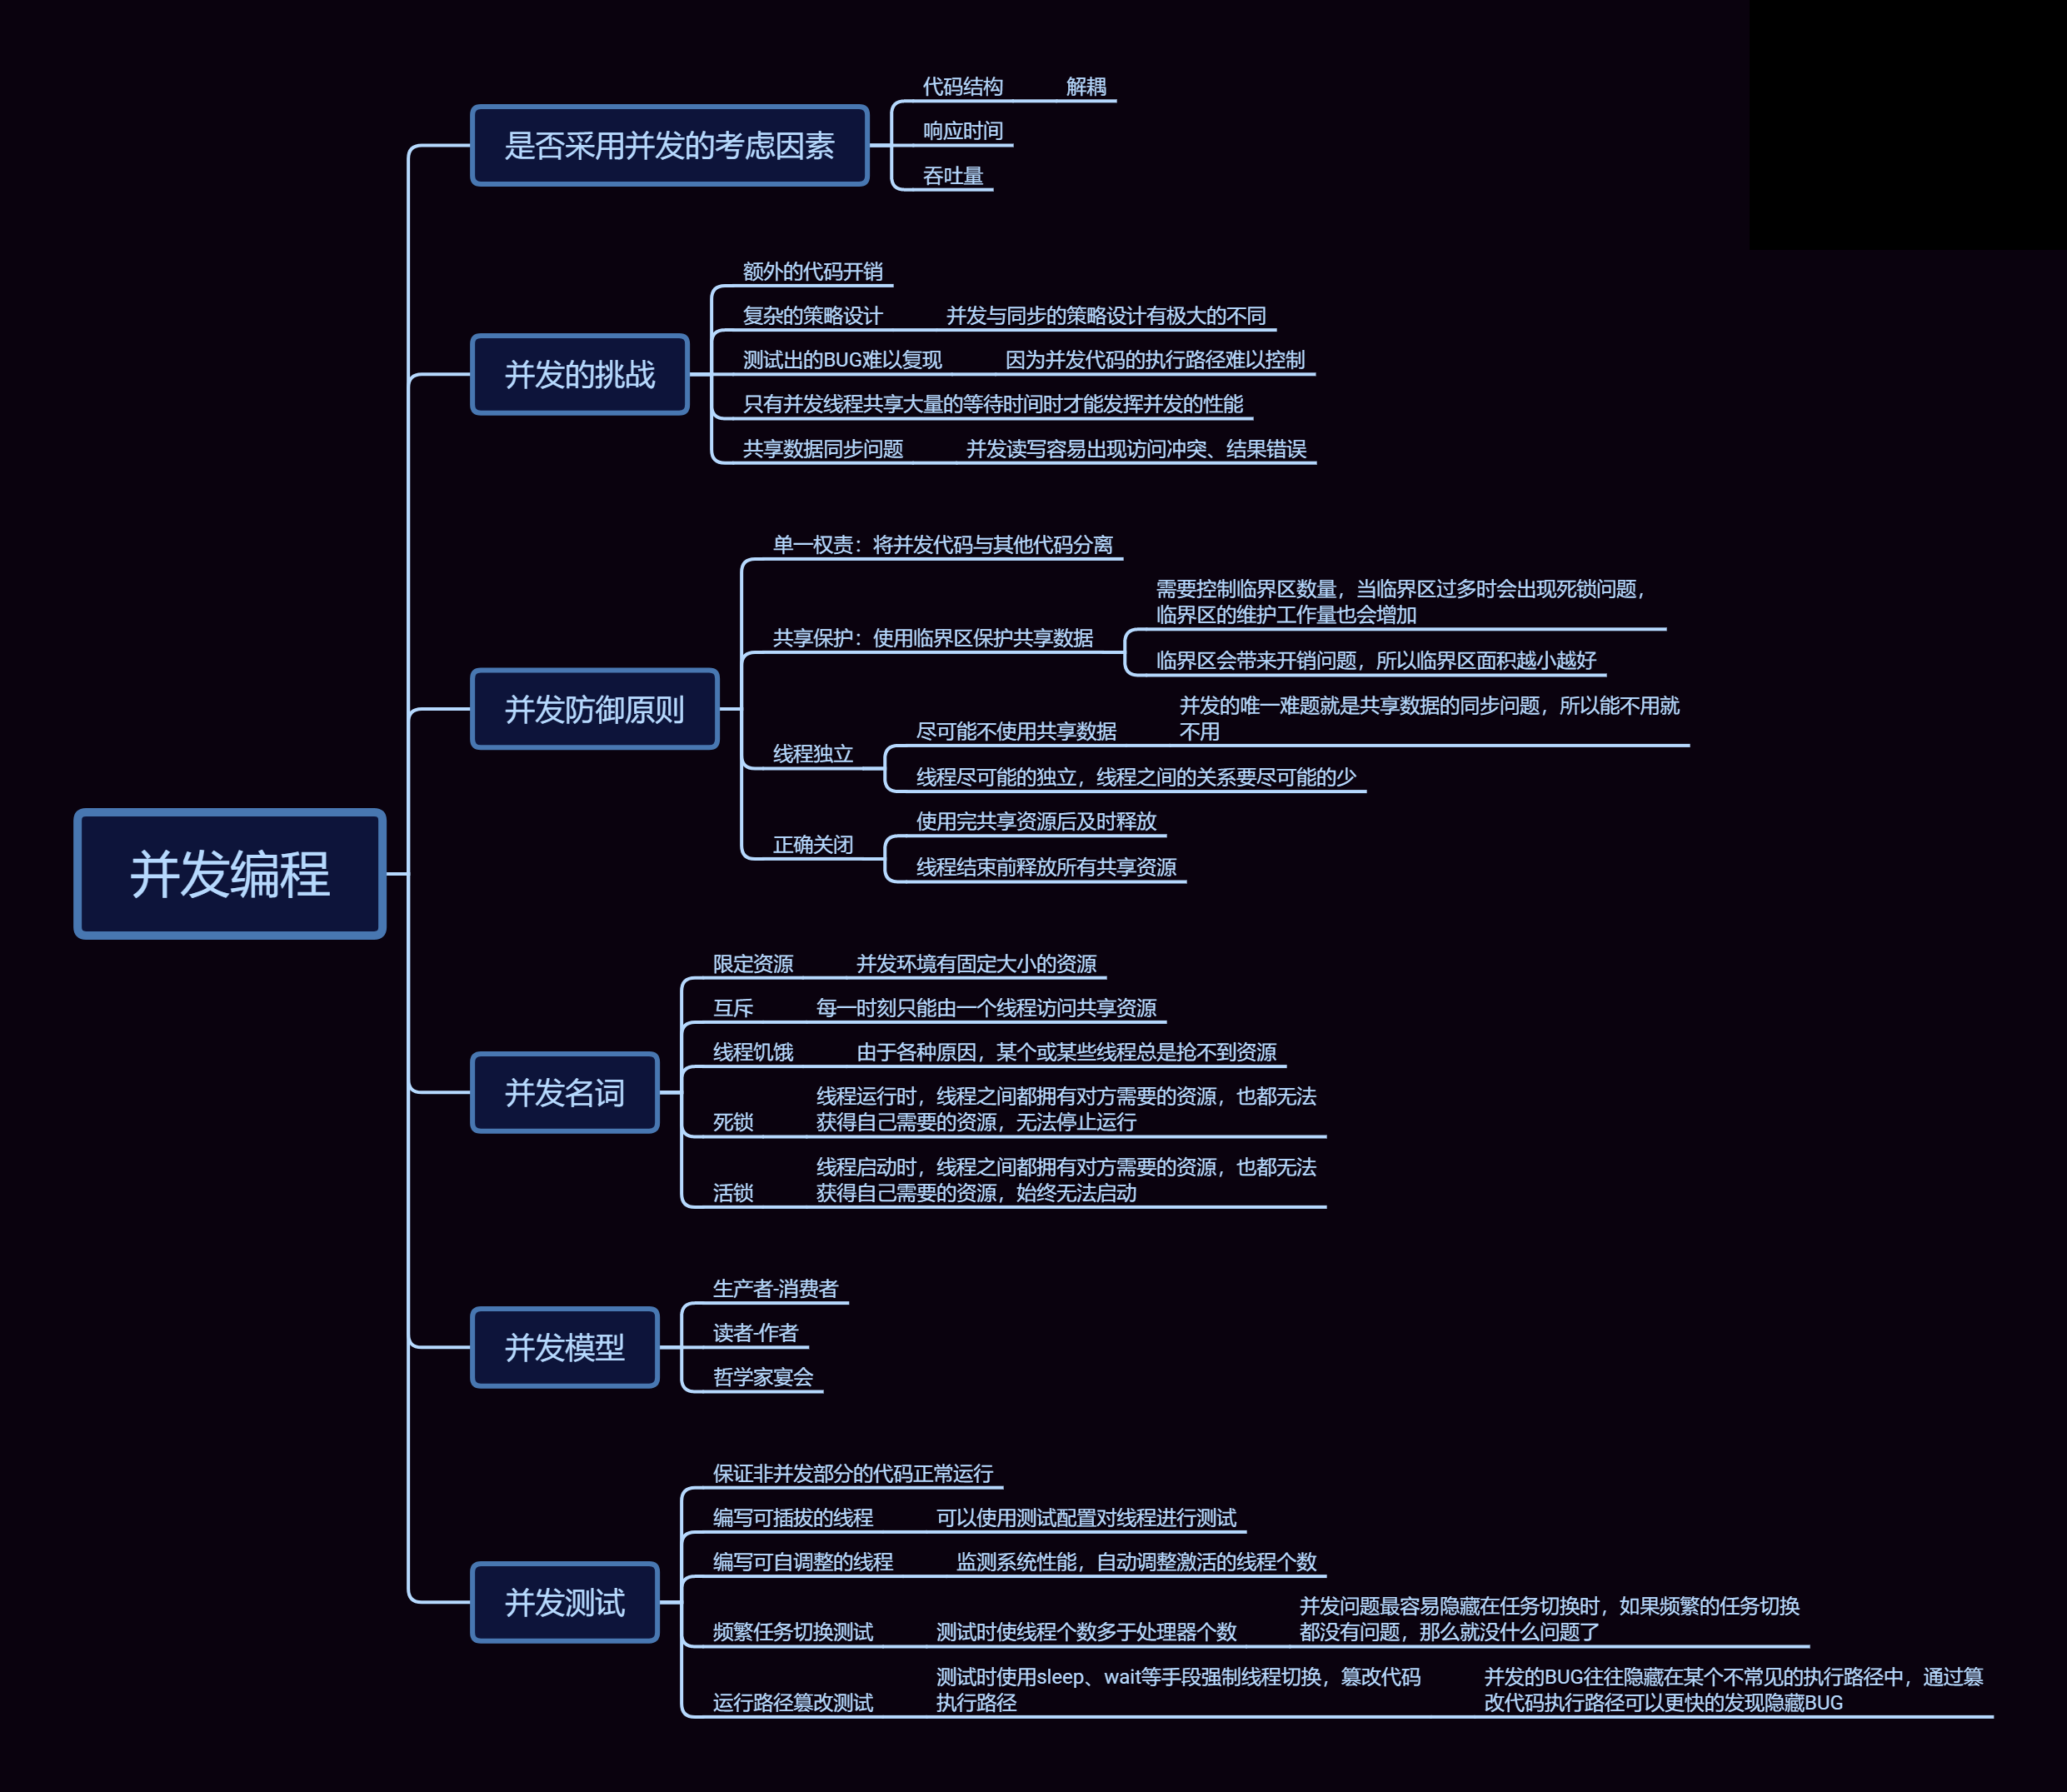 并发编程
是否采用并发的考虑因素
代码结构
解耦
响应时间
吞吐量
并发的挑战
额外的代码开销
复杂的策略设计
并发与同步的策略设计有极大的不同
测试出的BUG难以复现
因为并发代码的执行路径难以控制
只有并发线程共享大量的等待时间时才能发挥并发的性能
共享数据同步问题
并发读写容易出现访问冲突、结果错误
并发防御原则
单一权责：将并发代码与其他代码分离
共享保护：使用临界区保护共享数据
需要控制临界区数量，当临界区过多时会出现死锁问题，
临界区的维护工作量也会增加
临界区会带来开销问题，所以临界区面积越小越好
线程独立
尽可能不使用共享数据
并发的唯一难题就是共享数据的同步问题，所以能不用就
不用
线程尽可能的独立，线程之间的关系要尽可能的少
正确关闭
使用完共享资源后及时释放
线程结束前释放所有共享资源
并发名词
限定资源
并发环境有固定大小的资源
互斥
每一时刻只能由一个线程访问共享资源
线程饥饿
由于各种原因，某个或某些线程总是抢不到资源
死锁
线程运行时，线程之间都拥有对方需要的资源，也都无法
获得自己需要的资源，无法停止运行
活锁
线程启动时，线程之间都拥有对方需要的资源，也都无法
获得自己需要的资源，始终无法启动
并发模型
生产者-消费者
读者-作者
哲学家宴会
并发测试
保证非并发部分的代码正常运行
编写可插拔的线程
可以使用测试配置对线程进行测试
编写可自调整的线程
监测系统性能，自动调整激活的线程个数
频繁任务切换测试
测试时使线程个数多于处理器个数
并发问题最容易隐藏在任务切换时，如果频繁的任务切换
都没有问题，那么就没什么问题了
运行路径篡改测试
测试时使用sleep、wait等手段强制线程切换，篡改代码
执行路径
并发的BUG往往隐藏在某个不常见的执行路径中，通过篡
改代码执行路径可以更快的发现隐藏BUG